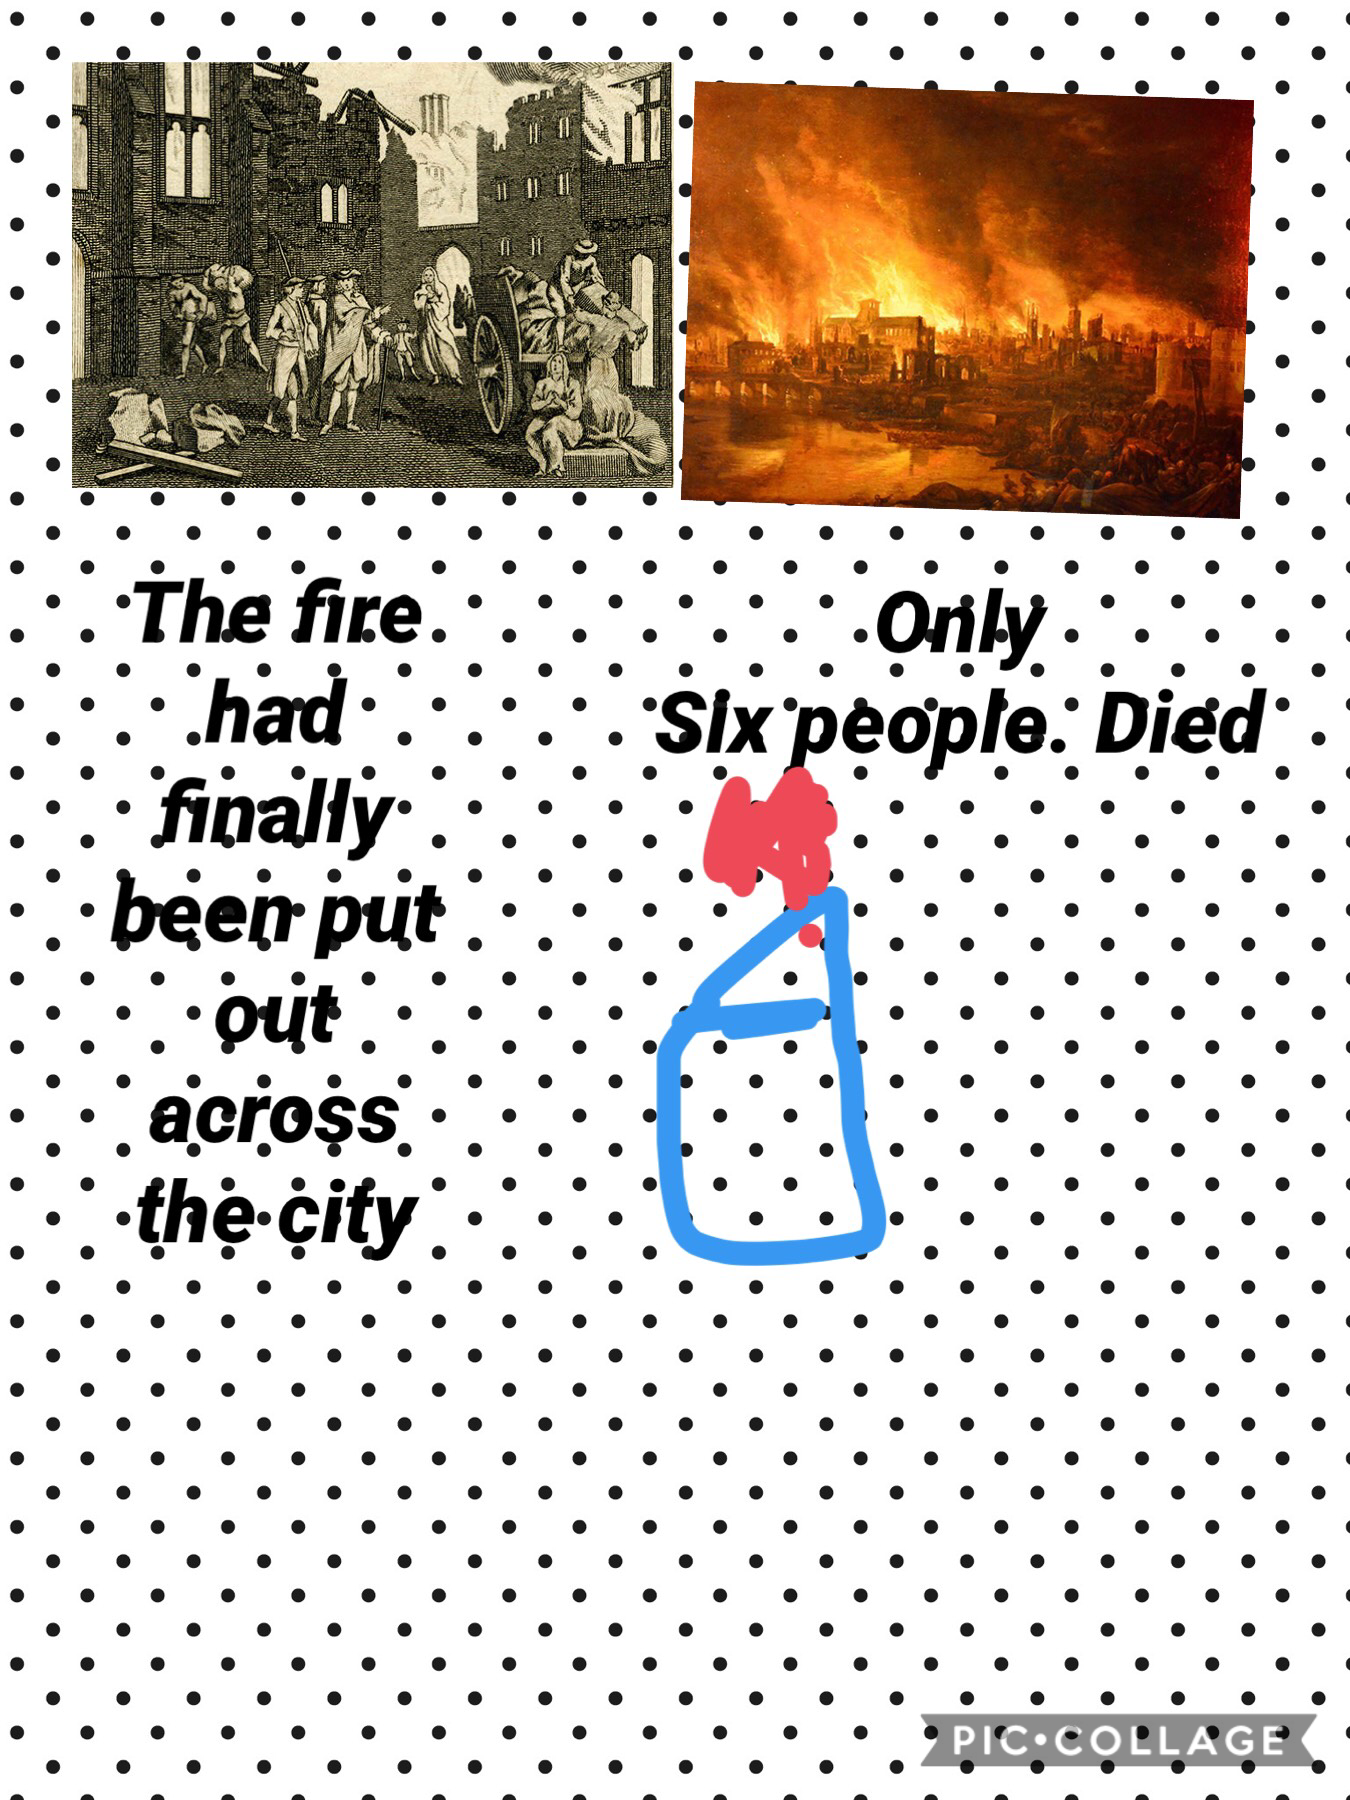 The fire
had
finally
been put
out
across
the city
Only
Six people. Died
PIC•COLLAGE